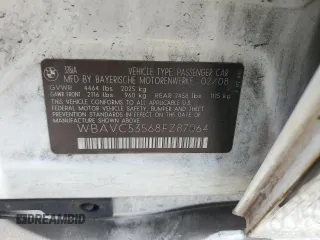 VEHICLE TYPE: PASSENGER CAR
MFD BY BAYERISCHE MOTORENWERKE 02/08
GVWR 4464 lbs 2025 kg
GAWR FRONT 2116 lbs 960 kg REAR 2458 lbs 1115 kg
THIS VEHICLE CONFORMS TO ALL APPLICABLE U.S.
FEDERAL MOTOR VEHICLE SAFETY, BUMPER, AND
THEFT PREVENTION STANDARDS IN EFFECT ON THE
DATE OF MANUFACTURE SHOWN ABOVE.
WBAVC53568FZ87064
© AUTOBIDMASTER